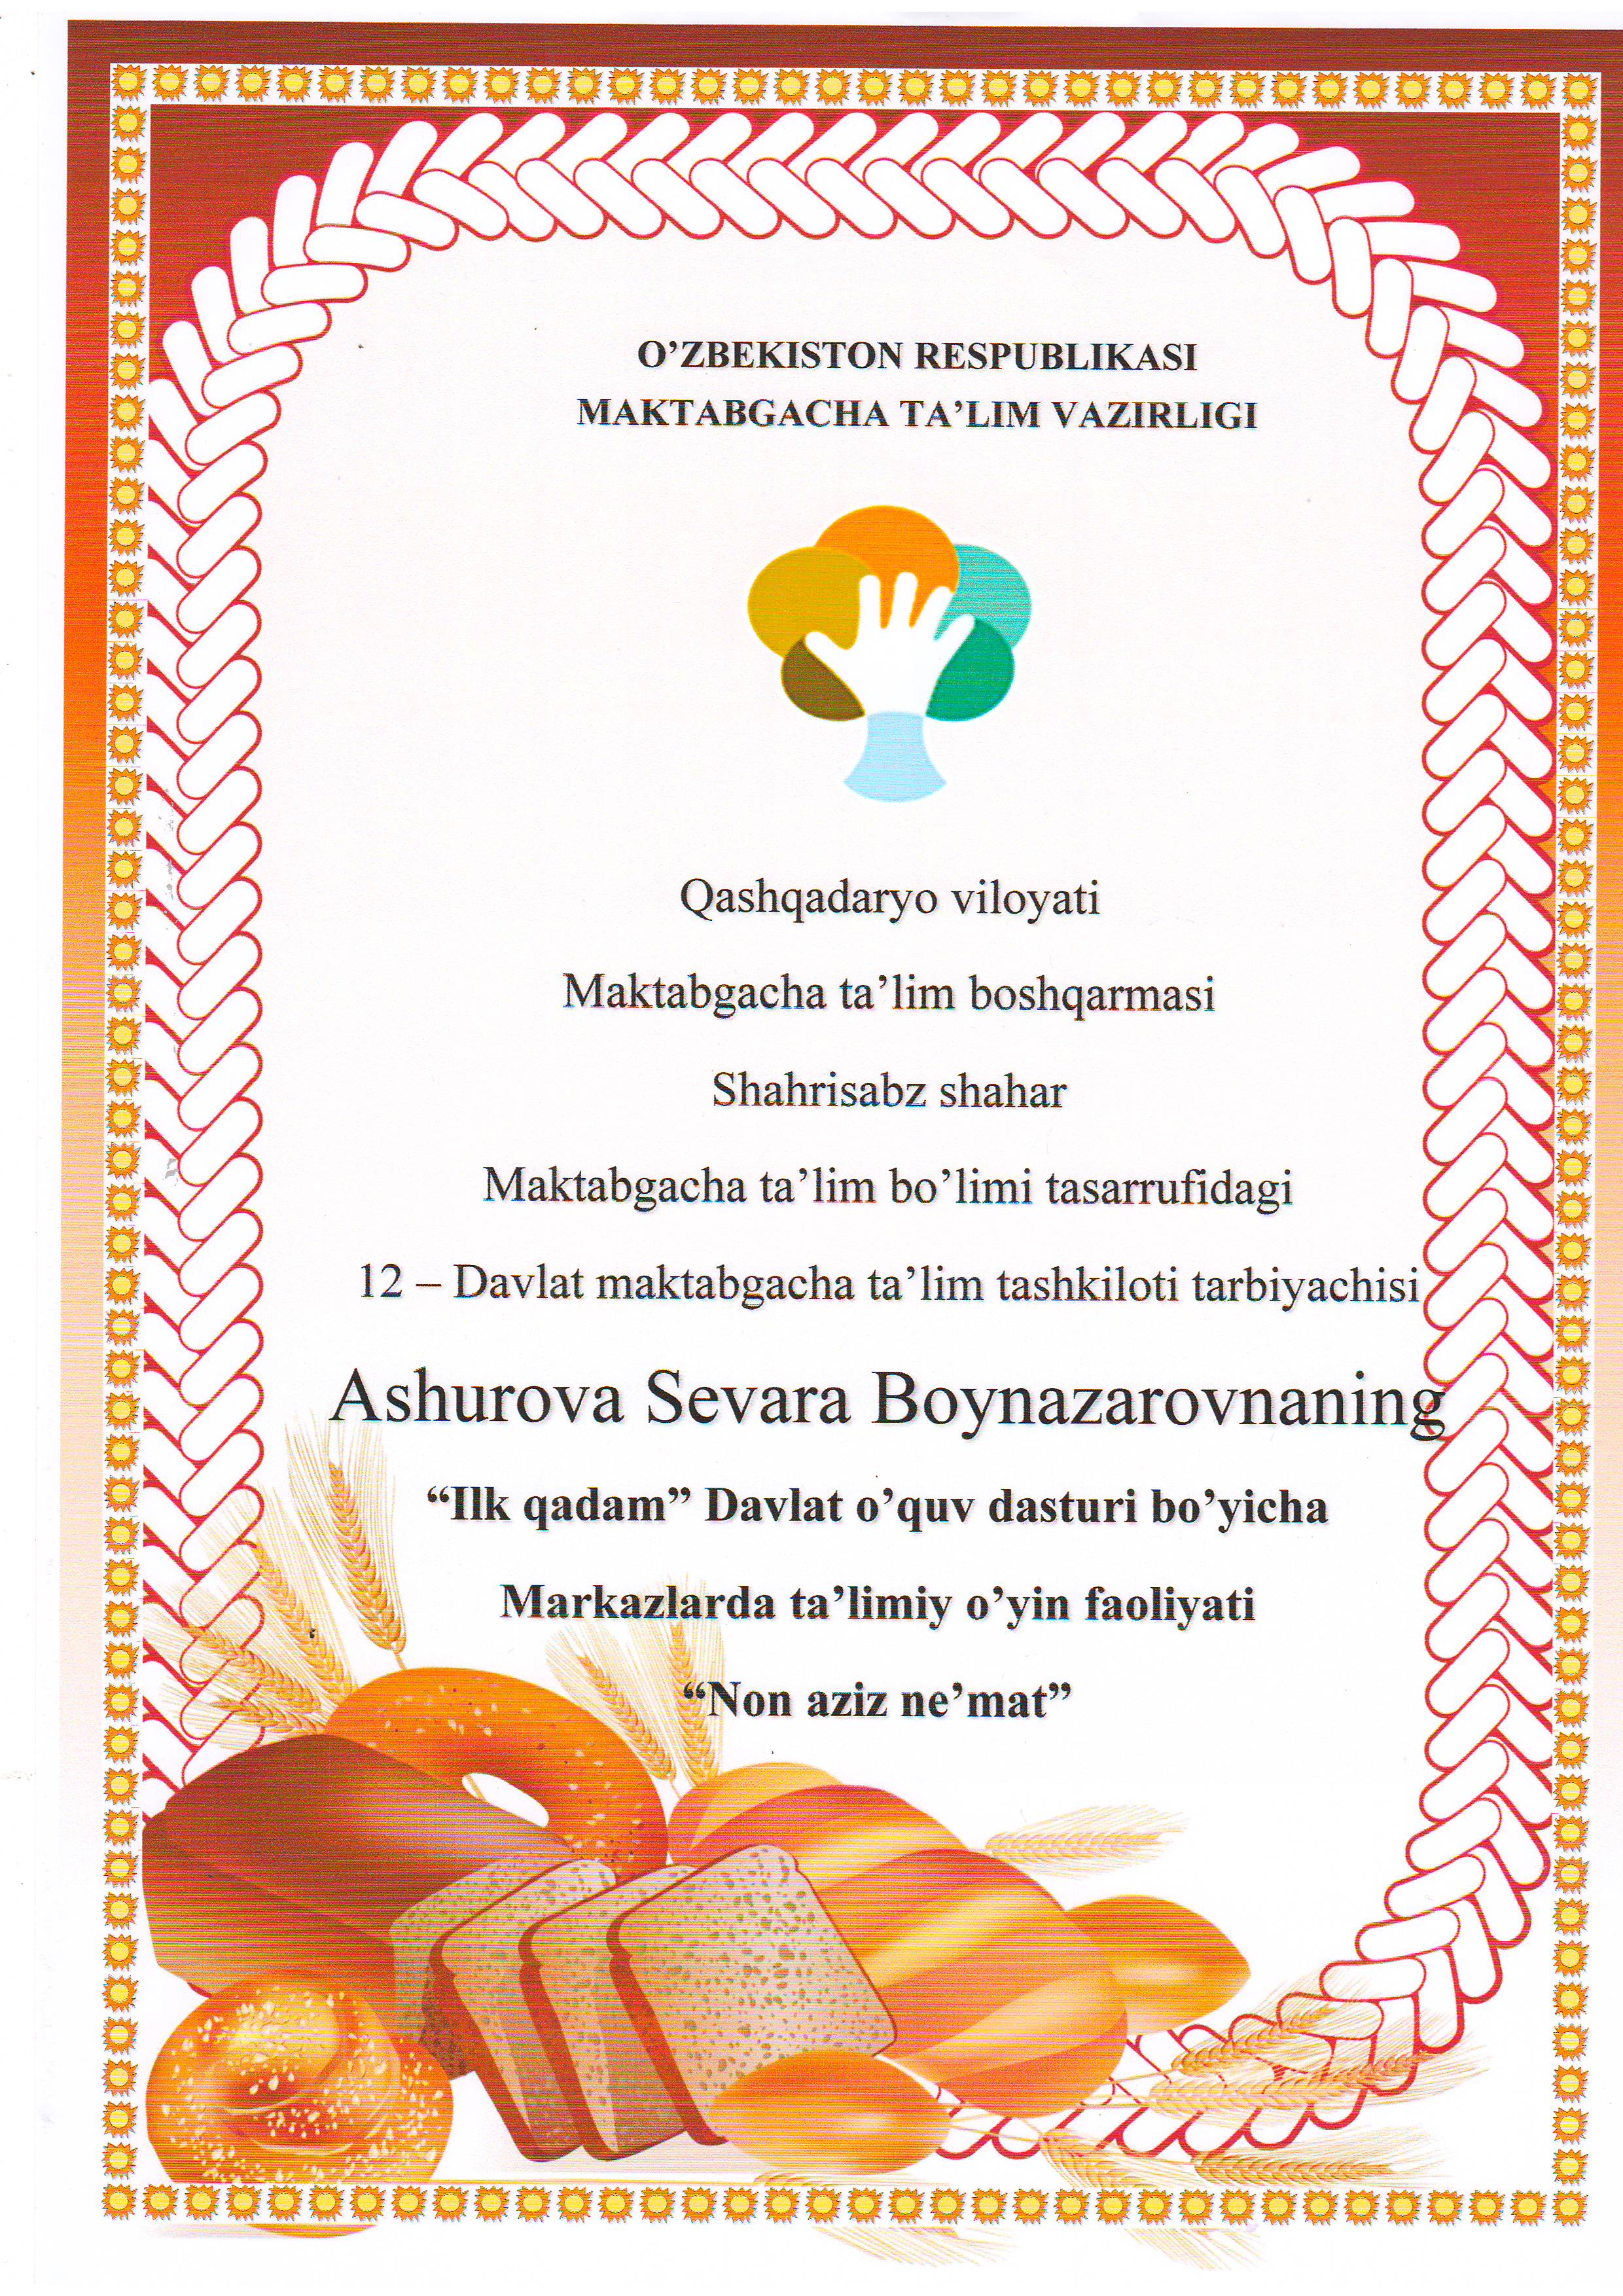 O’ZBEKISTON RESPUBLIKASI
MAKTABGACHA TA’LIM VAZIRLIGI
Qashqadaryo viloyati
Maktabgacha ta’lim boshqarmasi
Shahrisabz shahar
Maktabgacha ta’lim bo’limi tasarrufidagi
12 – Davlat maktabgacha ta’lim tashkiloti tarbiyachisi
Ashurova Sevara Boynazarovnaning
“Ilk qadam” Davlat o’quv dasturi bo’yicha
Markazlarda ta’limiy o’yin faoliyati
“Non aziz ne’mat”